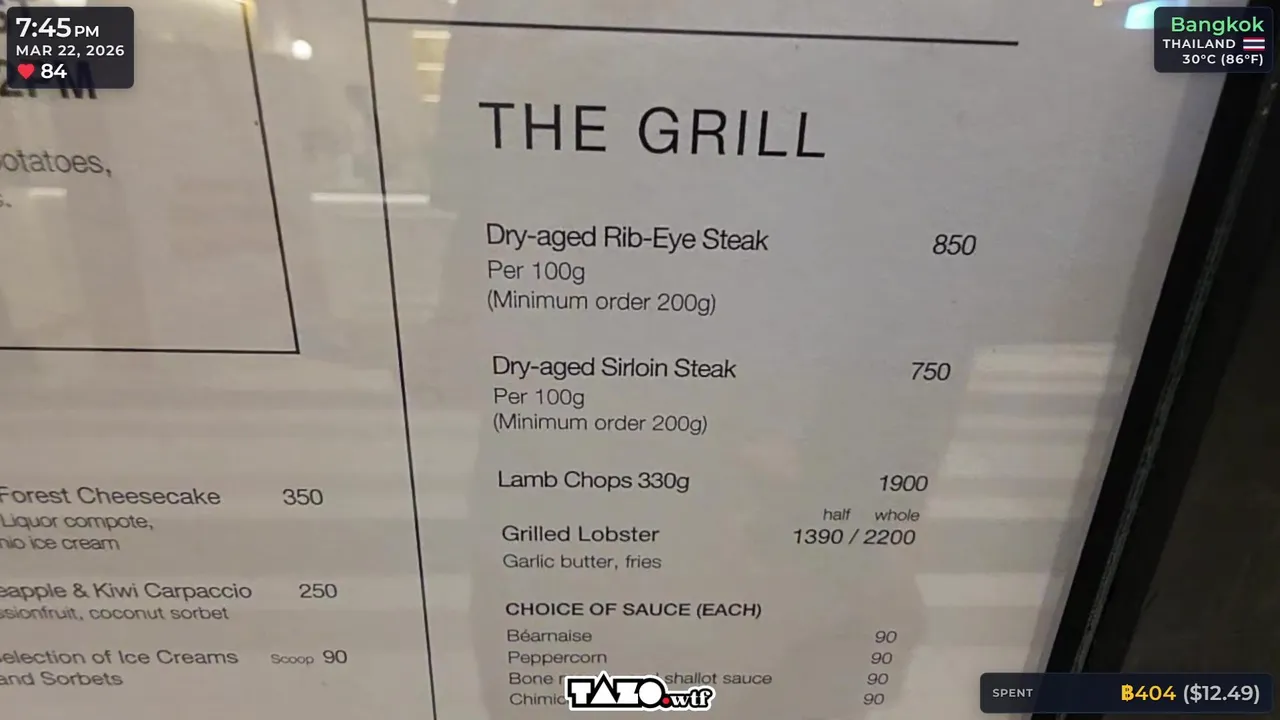 7:45 PM
MAR 22, 2026
84
Bangkok
THAILAND
30°C (86°F)
2PM
otatoes,
s.
THE GRILL
Dry-aged Rib-Eye Steak 850
Per 100g
(Minimum order 200g)
Dry-aged Sirloin Steak 750
Per 100g
(Minimum order 200g)
Lamb Chops 330g 1900
half whole
Grilled Lobster 1390 / 2200
Garlic butter, fries
CHOICE OF SAUCE (EACH)
Béarnaise 90
Peppercorn 90
Bone shallot sauce 90
Chimic 90
Forest Cheesecake 350
Liquor compote,
nio ice cream
eapple & Kiwi Carpaccio 250
ssionfruit, coconut sorbet
election of Ice Creams Scoop 90
and Sorbets
TAZO.wtf
SPENT ฿404 ($12.49)